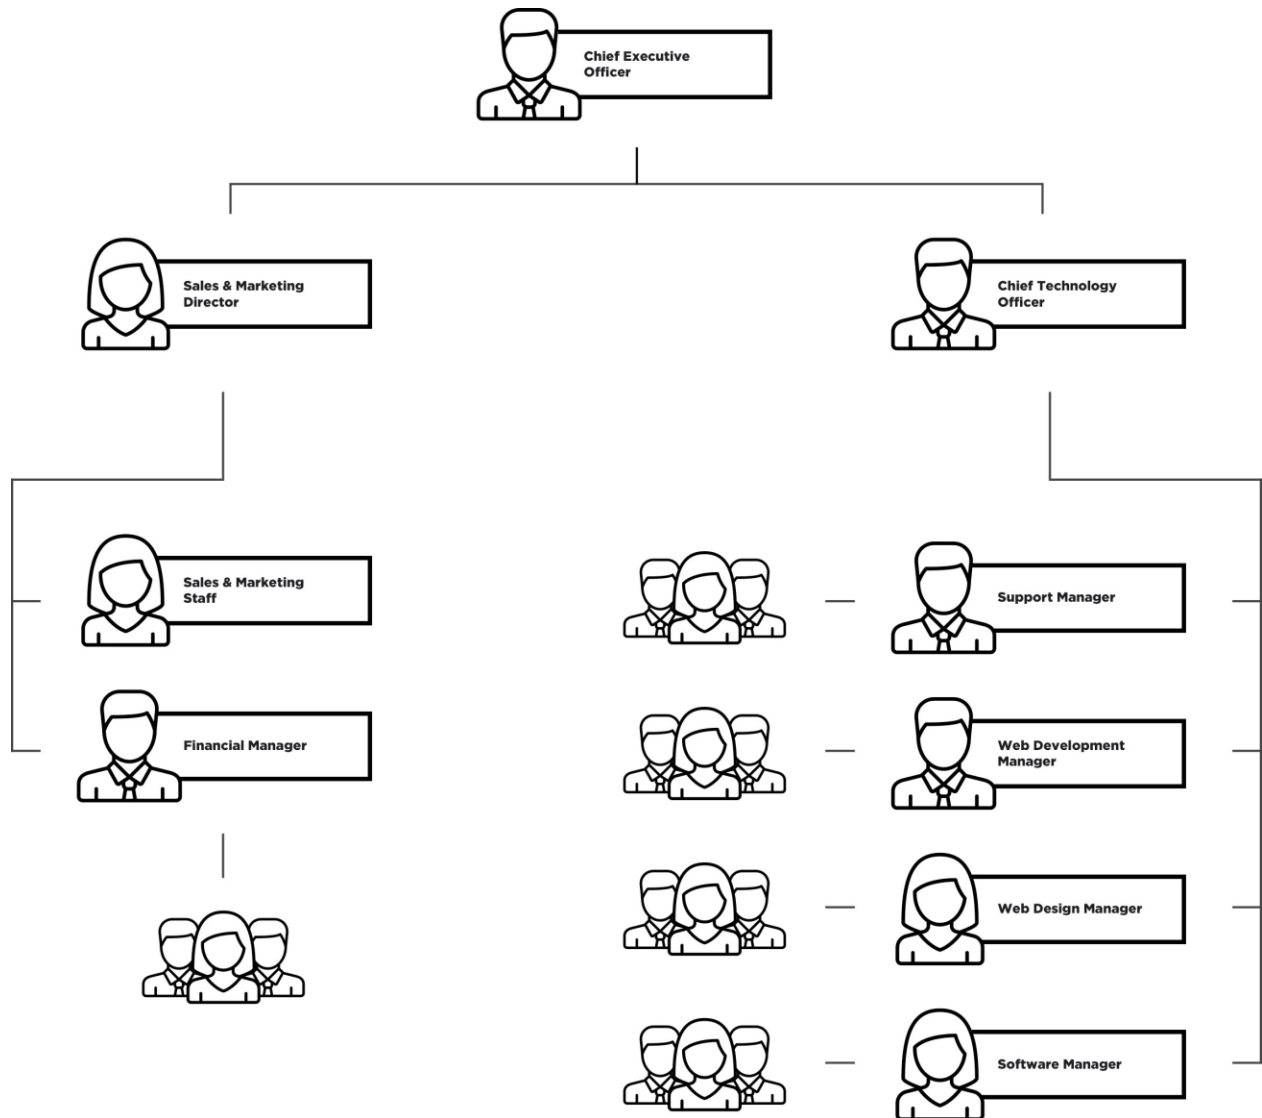 Chief Executive
Officer
Sales & Marketing
Director
Chief Technology
Officer
Sales & Marketing
Staff
Financial Manager
Support Manager
Web Development
Manager
Web Design Manager
Software Manager